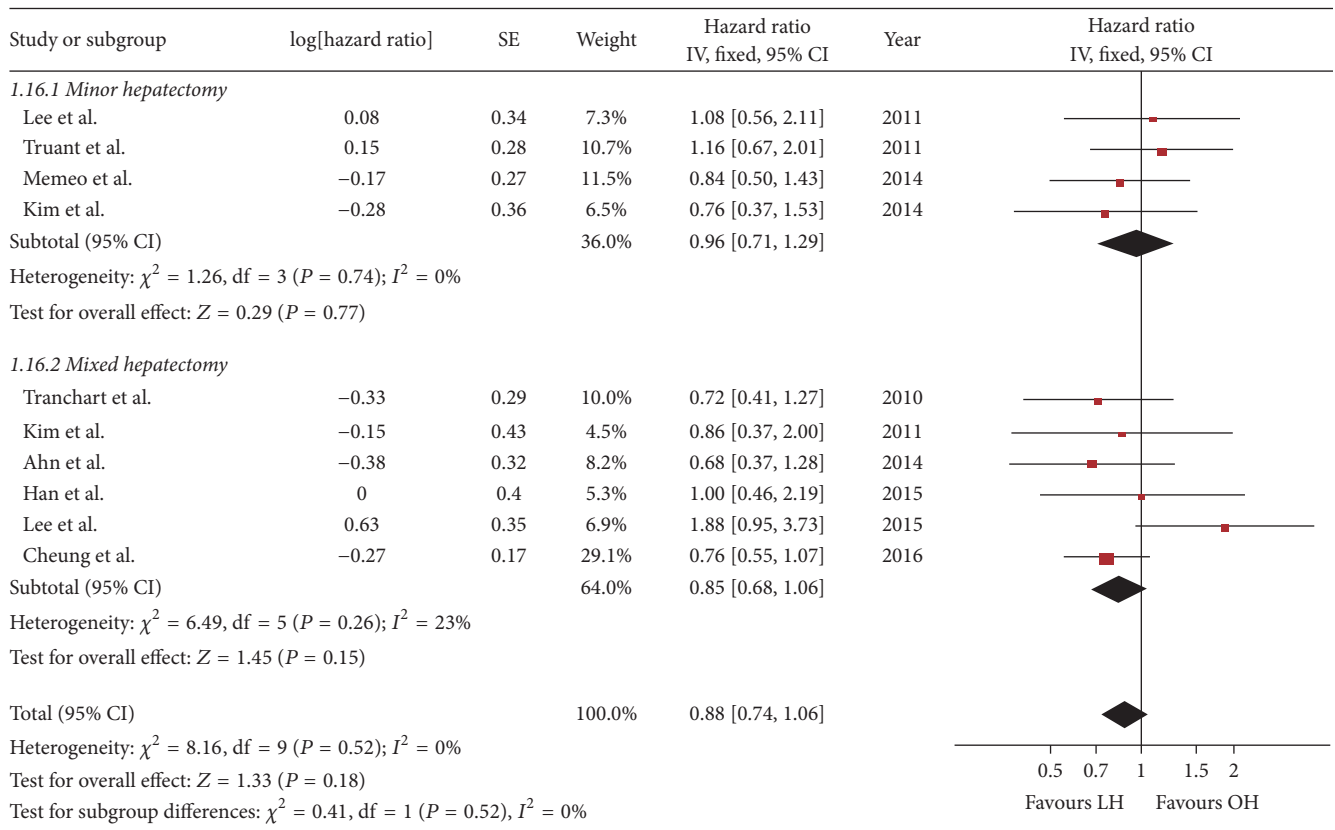 Study or subgroup log[hazard ratio] SE Weight Hazard ratio IV, fixed, 95% CI Year Hazard ratio IV, fixed, 95% CI
1.16.1 Minor hepatectomy
Lee et al. 0.08 0.34 7.3% 1.08 [0.56, 2.11] 2011
Truant et al. 0.15 0.28 10.7% 1.16 [0.67, 2.01] 2011
Memeo et al. −0.17 0.27 11.5% 0.84 [0.50, 1.43] 2014
Kim et al. −0.28 0.36 6.5% 0.76 [0.37, 1.53] 2014
Subtotal (95% CI) 36.0% 0.96 [0.71, 1.29]
Heterogeneity: χ² = 1.26, df = 3 (P = 0.74); I² = 0%
Test for overall effect: Z = 0.29 (P = 0.77)
1.16.2 Mixed hepatectomy
Tranchart et al. −0.33 0.29 10.0% 0.72 [0.41, 1.27] 2010
Kim et al. −0.15 0.43 4.5% 0.86 [0.37, 2.00] 2011
Ahn et al. −0.38 0.32 8.2% 0.68 [0.37, 1.28] 2014
Han et al. 0 0.4 5.3% 1.00 [0.46, 2.19] 2015
Lee et al. 0.63 0.35 6.9% 1.88 [0.95, 3.73] 2015
Cheung et al. −0.27 0.17 29.1% 0.76 [0.55, 1.07] 2016
Subtotal (95% CI) 64.0% 0.85 [0.68, 1.06]
Heterogeneity: χ² = 6.49, df = 5 (P = 0.26); I² = 23%
Test for overall effect: Z = 1.45 (P = 0.15)
Total (95% CI) 100.0% 0.88 [0.74, 1.06]
Heterogeneity: χ² = 8.16, df = 9 (P = 0.52); I² = 0%
Test for overall effect: Z = 1.33 (P = 0.18)
Test for subgroup differences: χ² = 0.41, df = 1 (P = 0.52), I² = 0%
0.5 0.7 1 1.5 2
Favours LH Favours OH